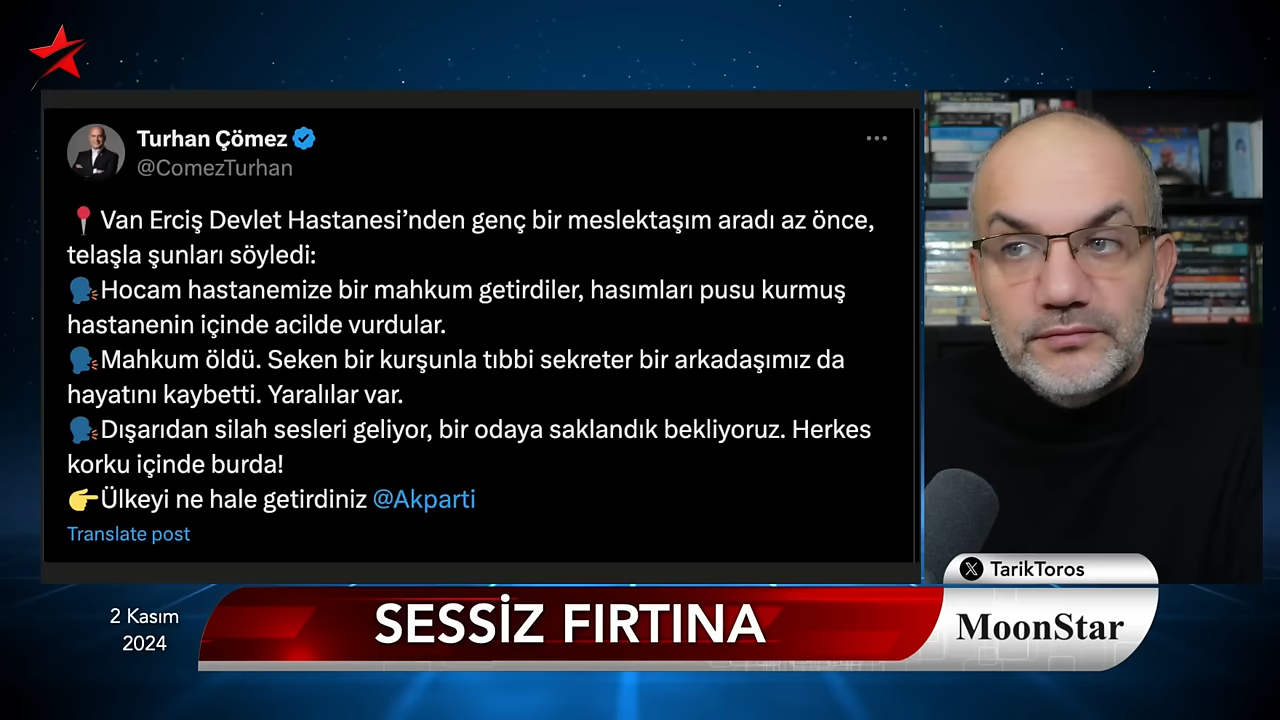 Turhan Çömez
@ComezTurhan
Van Erciş Devlet Hastanesi’nden genç bir meslektaşım aradı az önce,
telaşla şunları söyledi:
Hocam hastanemize bir mahkum getirdiler, hasımları pusu kurmuş
hastanenin içinde acilde vurdular.
Mahkum öldü. Seken bir kurşunla tıbbi sekreter bir arkadaşımız da
hayatını kaybetti. Yaralılar var.
Dışarıdan silah sesleri geliyor, bir odaya saklandık bekliyoruz. Herkes
korku içinde burda!
Ülkeyi ne hale getirdiniz @Akparti
Translate post
TarikToros
2 Kasım
2024
SESSİZ FIRTINA
MoonStar